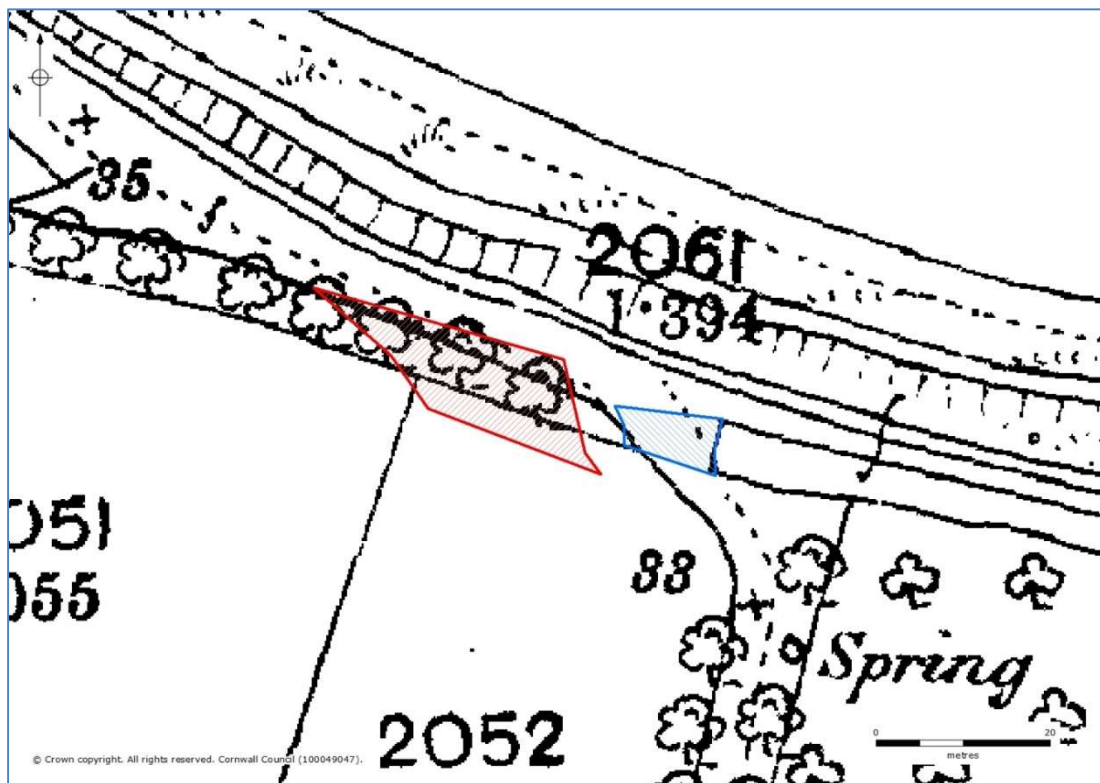 35
2061
1·394
051
055
33
Spring
2052
0 20
metres
© Crown copyright. All rights reserved. Cornwall Council (100049047).